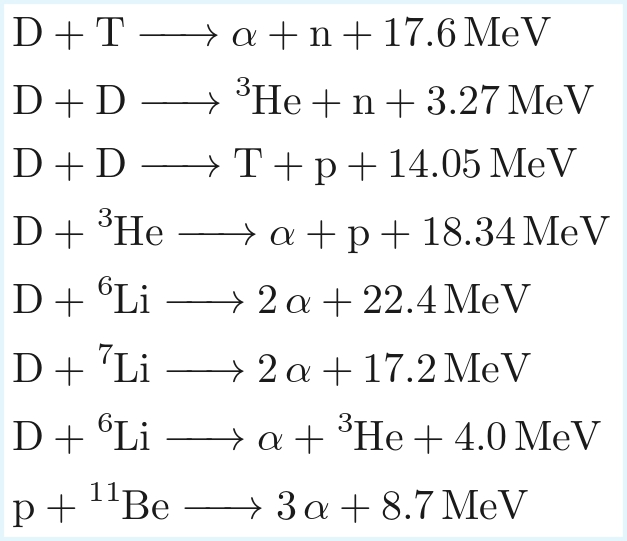 D + T ⟶ α + n + 17.6 MeV
D + D ⟶ ³He + n + 3.27 MeV
D + D ⟶ T + p + 14.05 MeV
D + ³He ⟶ α + p + 18.34 MeV
D + ⁶Li ⟶ 2 α + 22.4 MeV
D + ⁷Li ⟶ 2 α + 17.2 MeV
D + ⁶Li ⟶ α + ³He + 4.0 MeV
p + ¹¹Be ⟶ 3 α + 8.7 MeV